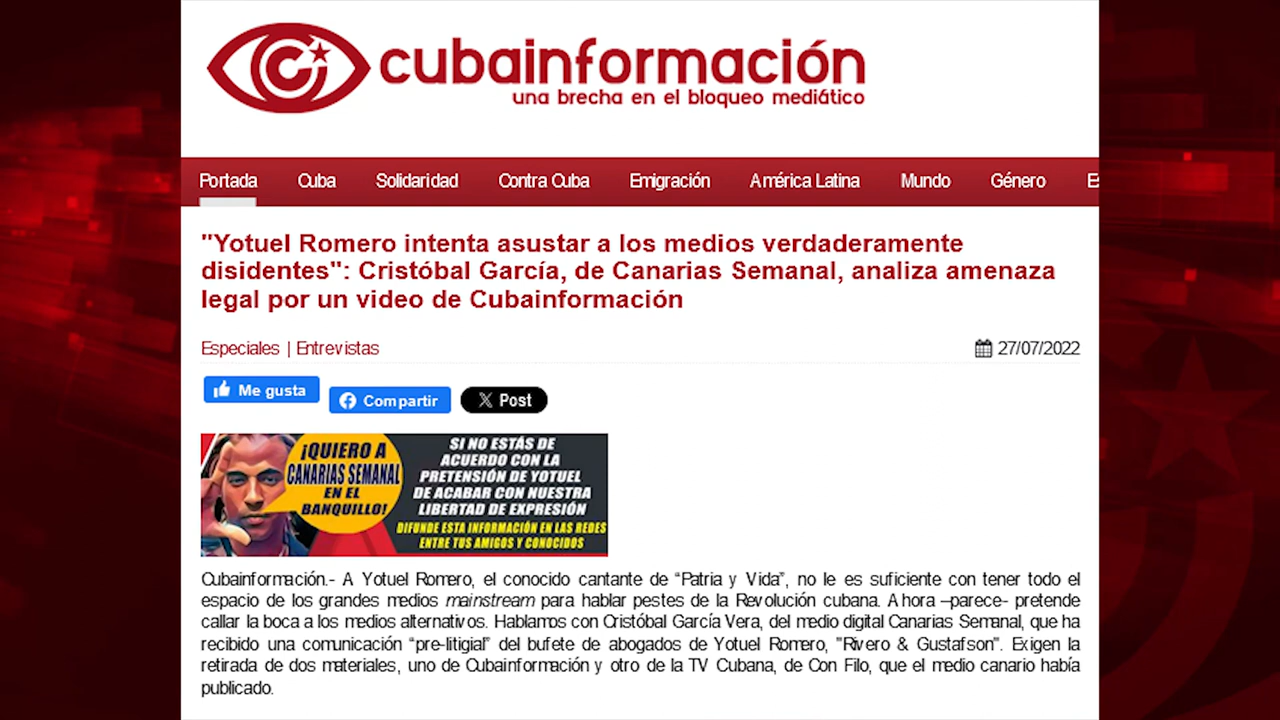 cubainformación
una brecha en el bloqueo mediático
Portada Cuba Solidaridad Contra Cuba Emigración América Latina Mundo Género
"Yotuel Romero intenta asustar a los medios verdaderamente
disidentes": Cristóbal García, de Canarias Semanal, analiza amenaza
legal por un video de Cubainformación
Especiales | Entrevistas 27/07/2022
Me gusta Compartir Post
¡QUIERO A
CANARIAS SEMANAL
EN EL
BANQUILLO!
SI NO ESTÁS DE
ACUERDO CON LA
PRETENSIÓN DE YOTUEL
DE ACABAR CON NUESTRA
LIBERTAD DE EXPRESIÓN
DIFUNDE ESTA INFORMACIÓN EN LAS REDES
ENTRE TUS AMIGOS Y CONOCIDOS
Cubainformación.- A Yotuel Romero, el conocido cantante de “Patria y Vida”, no le es suficiente con tener todo el
espacio de los grandes medios mainstream para hablar pestes de la Revolución cubana. Ahora –parece- pretende
callar la boca a los medios alternativos. Hablamos con Cristóbal García Vera, del medio digital Canarias Semanal, que ha
recibido una comunicación “pre-litigial” del bufete de abogados de Yotuel Romero, "Rivero & Gustafson". Exigen la
retirada de dos materiales, uno de Cubainformación y otro de la TV Cubana, de Con Filo, que el medio canario había
publicado.